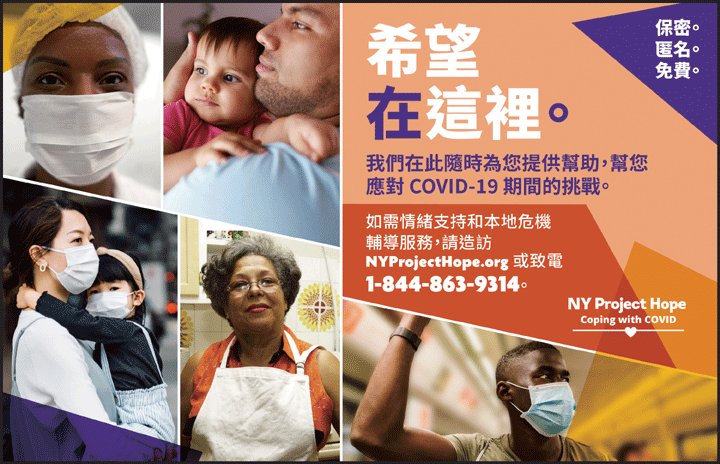 保密。
匿名。
免費。
希望
在這裡。
我們在此隨時為您提供幫助，幫您
應對 COVID-19 期間的挑戰。
如需情緒支持和本地危機
輔導服務，請造訪
NYProjectHope.org 或致電
1-844-863-9314。
NY Project Hope
Coping with COVID